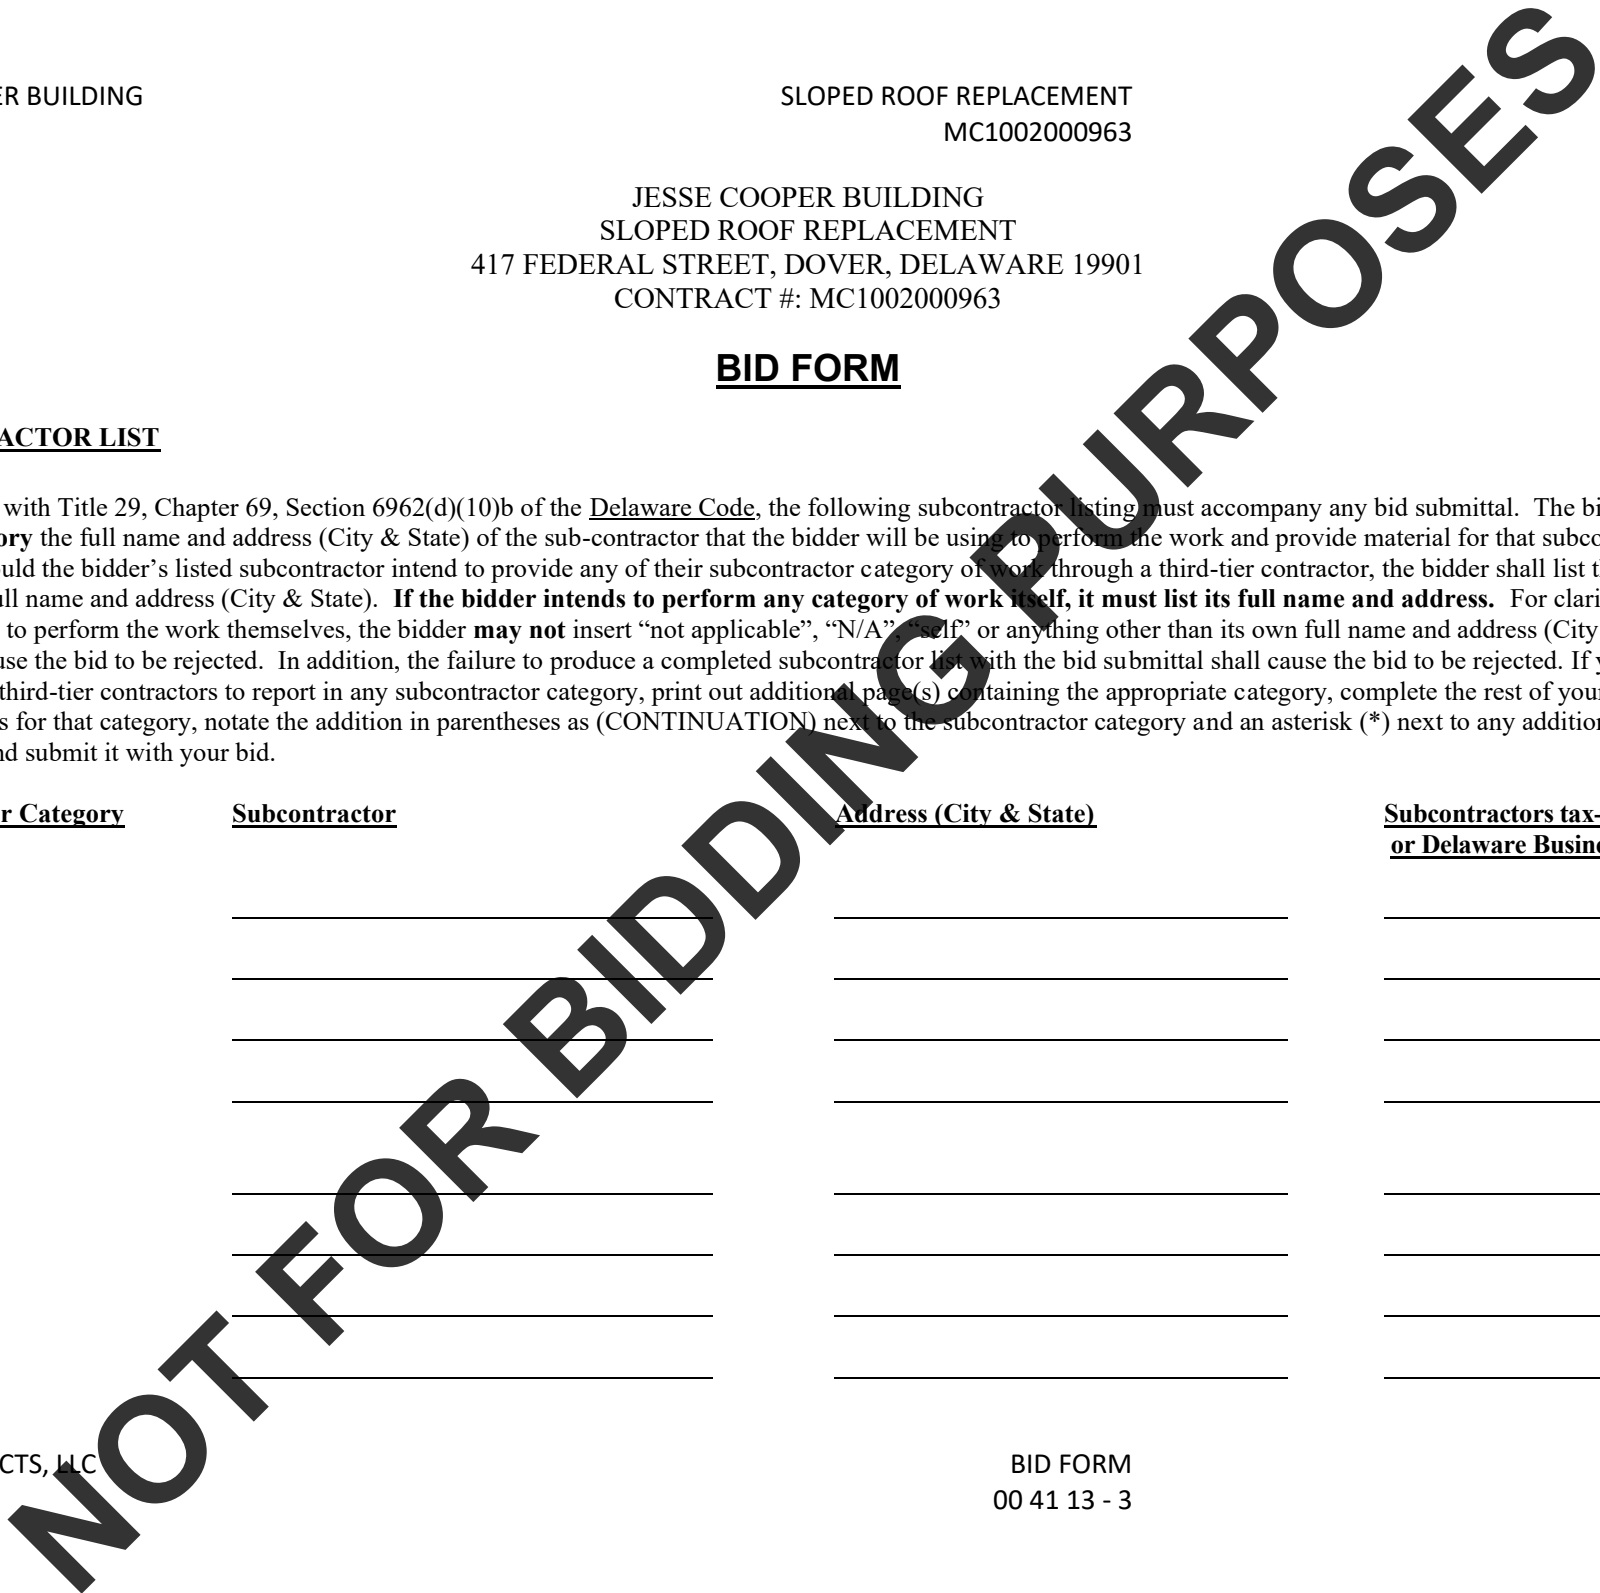 ER BUILDING SLOPED ROOF REPLACEMENT
MC1002000963
JESSE COOPER BUILDING
SLOPED ROOF REPLACEMENT
417 FEDERAL STREET, DOVER, DELAWARE 19901
CONTRACT #: MC1002000963
BID FORM
ACTOR LIST
with Title 29, Chapter 69, Section 6962(d)(10)b of the Delaware Code, the following subcontractor listing must accompany any bid submittal. The bi
ory the full name and address (City & State) of the sub-contractor that the bidder will be using to perform the work and provide material for that subco
ould the bidder’s listed subcontractor intend to provide any of their subcontractor category of work through a third-tier contractor, the bidder shall list t
ull name and address (City & State). If the bidder intends to perform any category of work itself, it must list its full name and address. For clari
to perform the work themselves, the bidder may not insert “not applicable”, “N/A”, “self” or anything other than its own full name and address (City
use the bid to be rejected. In addition, the failure to produce a completed subcontractor list with the bid submittal shall cause the bid to be rejected. If y
third-tier contractors to report in any subcontractor category, print out additional page(s) containing the appropriate category, complete the rest of your
s for that category, notate the addition in parentheses as (CONTINUATION) next to the subcontractor category and an asterisk (*) next to any addition
nd submit it with your bid.
r Category Subcontractor Address (City & State) Subcontractors tax-
or Delaware Busine
CTS, LLC BID FORM
00 41 13 - 3
NOT FOR BIDDING PURPOSES